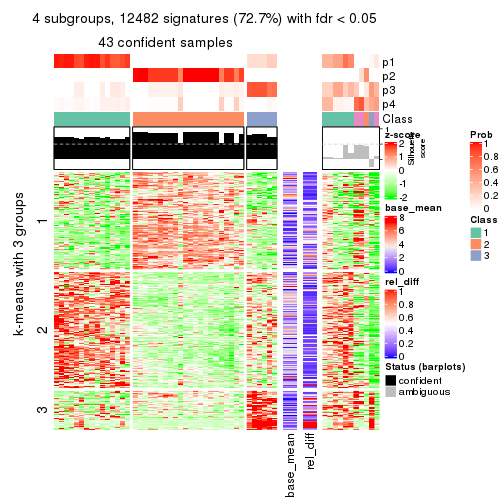 4 subgroups, 12482 signatures (72.7%) with fdr < 0.05
43 confident samples
p1
p2
p3
p4
Class
1
Silhouette
score
k-means with 3 groups
1
2
3
base_mean
rel_diff
z-score
2
1
0
-1
-2
base_mean
8
6
4
2
0
rel_diff
1
0.8
0.6
0.4
0.2
0
Status (barplots)
confident
ambiguous
Prob
1
0.8
0.6
0.4
0.2
0
Class
1
2
3